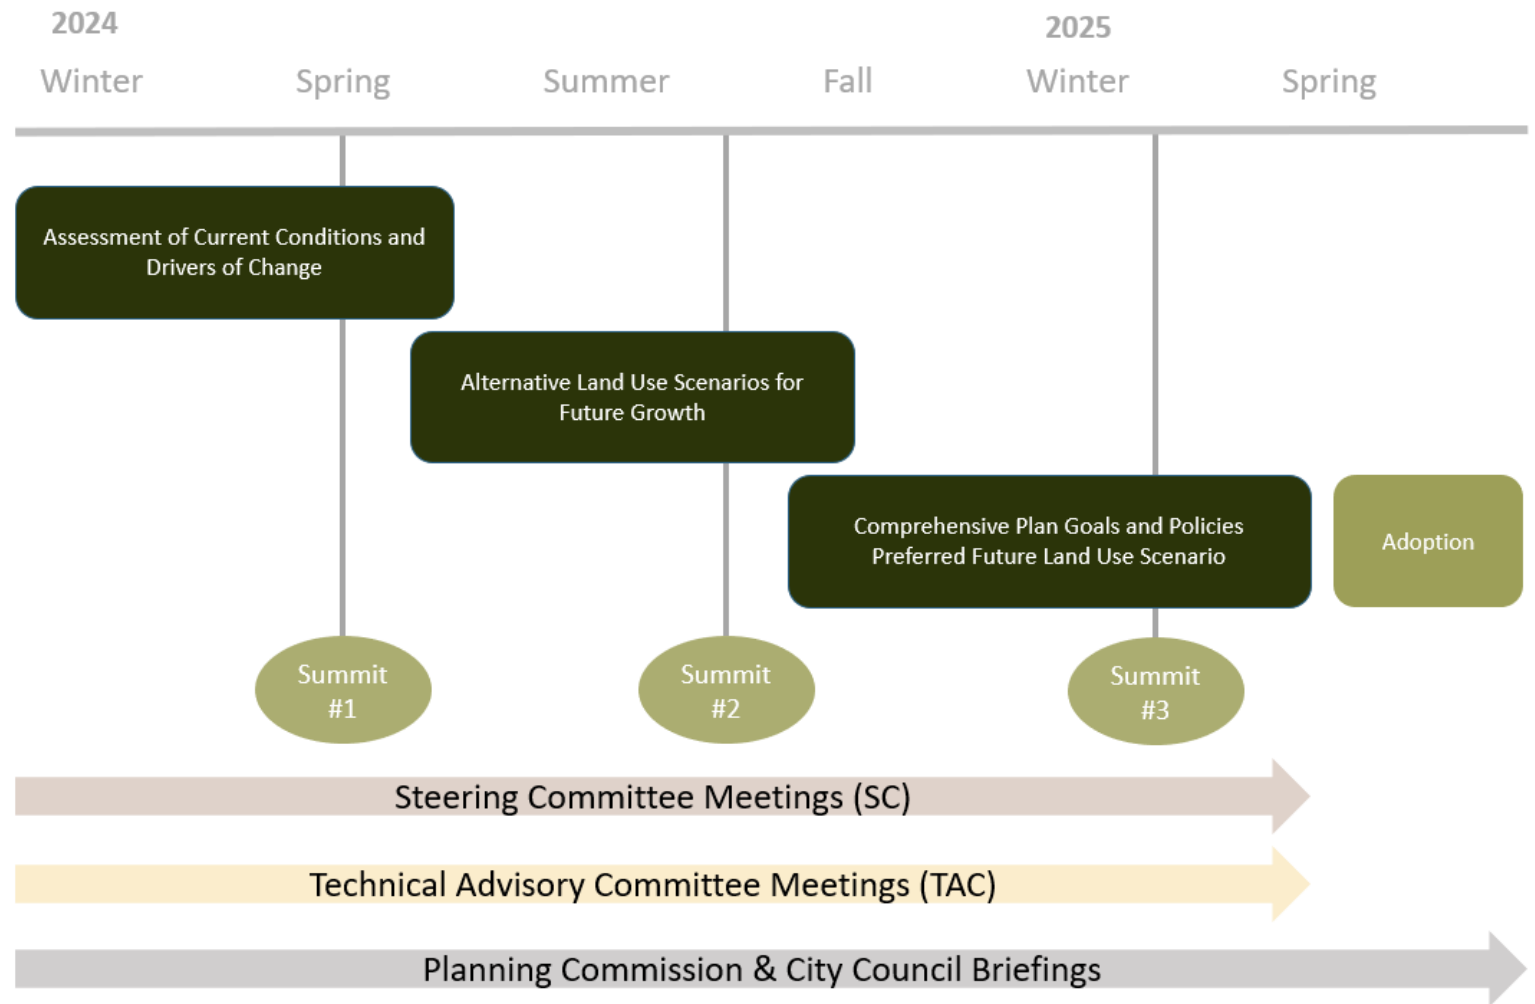 2024
2025
Winter
Spring
Summer
Fall
Winter
Spring
Assessment of Current Conditions and
Drivers of Change
Alternative Land Use Scenarios for
Future Growth
Comprehensive Plan Goals and Policies
Preferred Future Land Use Scenario
Adoption
Summit
#1
Summit
#2
Summit
#3
Steering Committee Meetings (SC)
Technical Advisory Committee Meetings (TAC)
Planning Commission & City Council Briefings